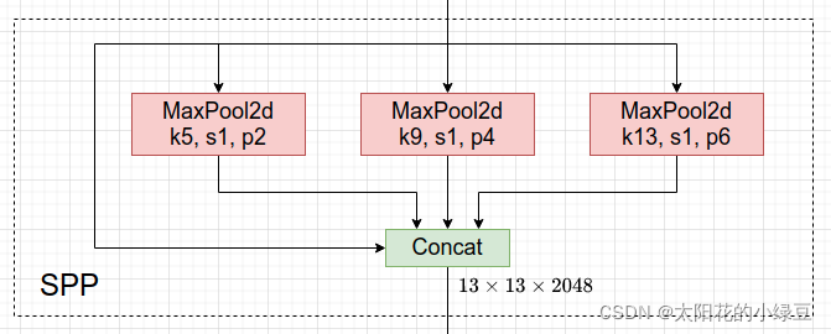 MaxPool2d
k5, s1, p2
MaxPool2d
k9, s1, p4
MaxPool2d
k13, s1, p6
Concat
SPP
13 × 13 × 2048
CSDN @太阳花的小绿豆